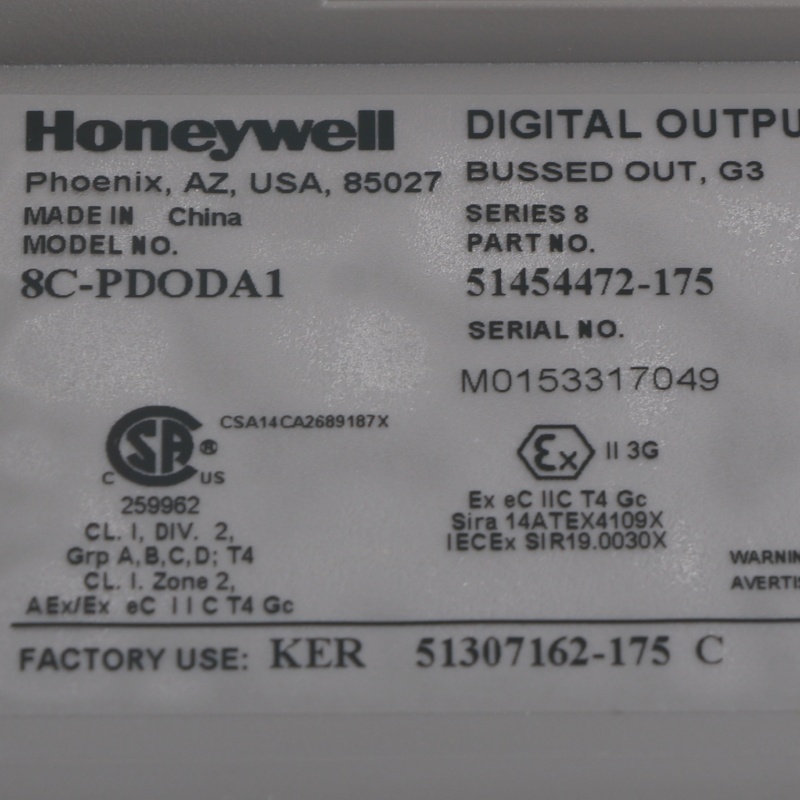 Honeywell
Phoenix, AZ, USA, 85027
MADE IN China
MODEL NO.
8C-PDODA1
DIGITAL OUTPU
BUSSED OUT, G3
SERIES 8
PART NO.
51454472-175
SERIAL NO.
M0153317049
CSA14CA2689187X
SA ®
C US
259962
CL. I, DIV. 2,
Grp A,B,C,D; T4
CL. I. Zone 2,
AEx/Ex eC IIC T4 Gc
Ex II 3G
Ex eC IIC T4 Gc
Sira 14ATEX4109X
IECEx SIR19.0030X
WARNIN
AVERTIS
FACTORY USE: KER 51307162-175 C